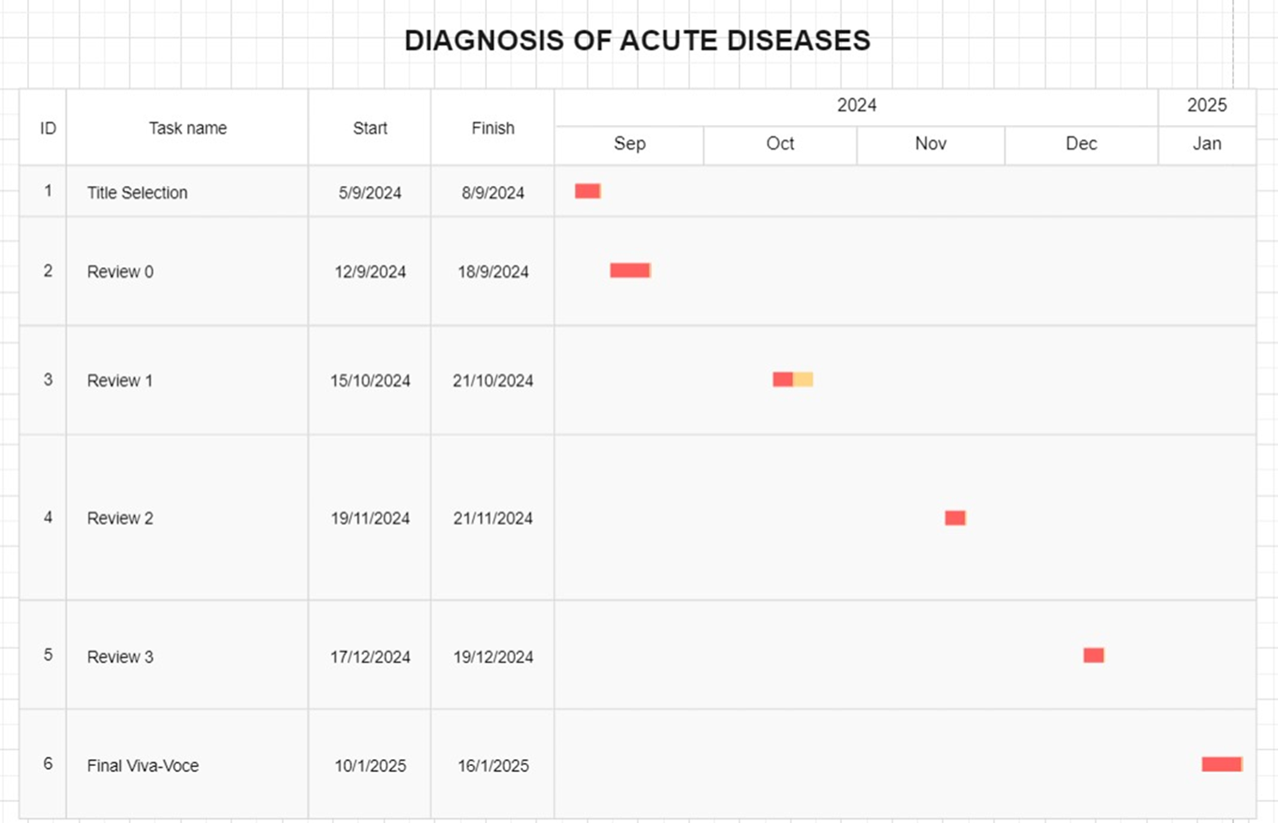 DIAGNOSIS OF ACUTE DISEASES
ID Task name Start Finish 2024 2025
Sep Oct Nov Dec Jan
1 Title Selection 5/9/2024 8/9/2024
2 Review 0 12/9/2024 18/9/2024
3 Review 1 15/10/2024 21/10/2024
4 Review 2 19/11/2024 21/11/2024
5 Review 3 17/12/2024 19/12/2024
6 Final Viva-Voce 10/1/2025 16/1/2025